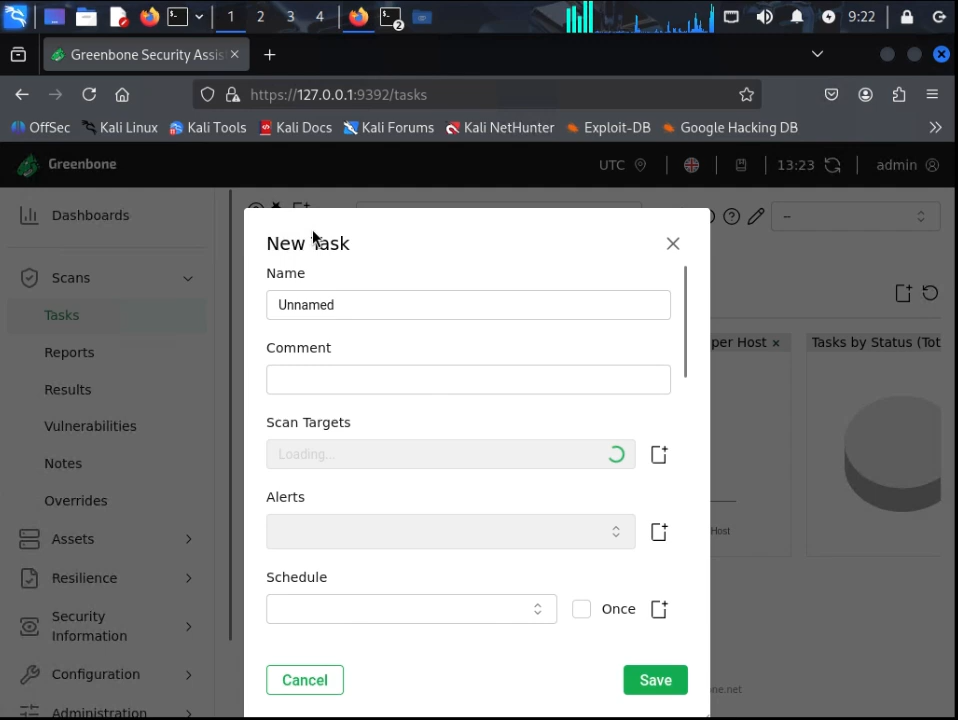 1 2 3 4 2 9:22
Greenbone Security Assis
https://127.0.0.1:9392/tasks
OffSec Kali Linux Kali Tools Kali Docs Kali Forums Kali NetHunter Exploit-DB Google Hacking DB
Greenbone UTC 13:23 admin
Dashboards
Scans
Tasks
Reports
Results
Vulnerabilities
Notes
Overrides
Assets
Resilience
Security
Information
Configuration
Administration
--
per Host × Tasks by Status (Tot
Host
one.net
New Task
Name
Unnamed
Comment
Scan Targets
Loading...
Alerts
Schedule
Once
Cancel Save